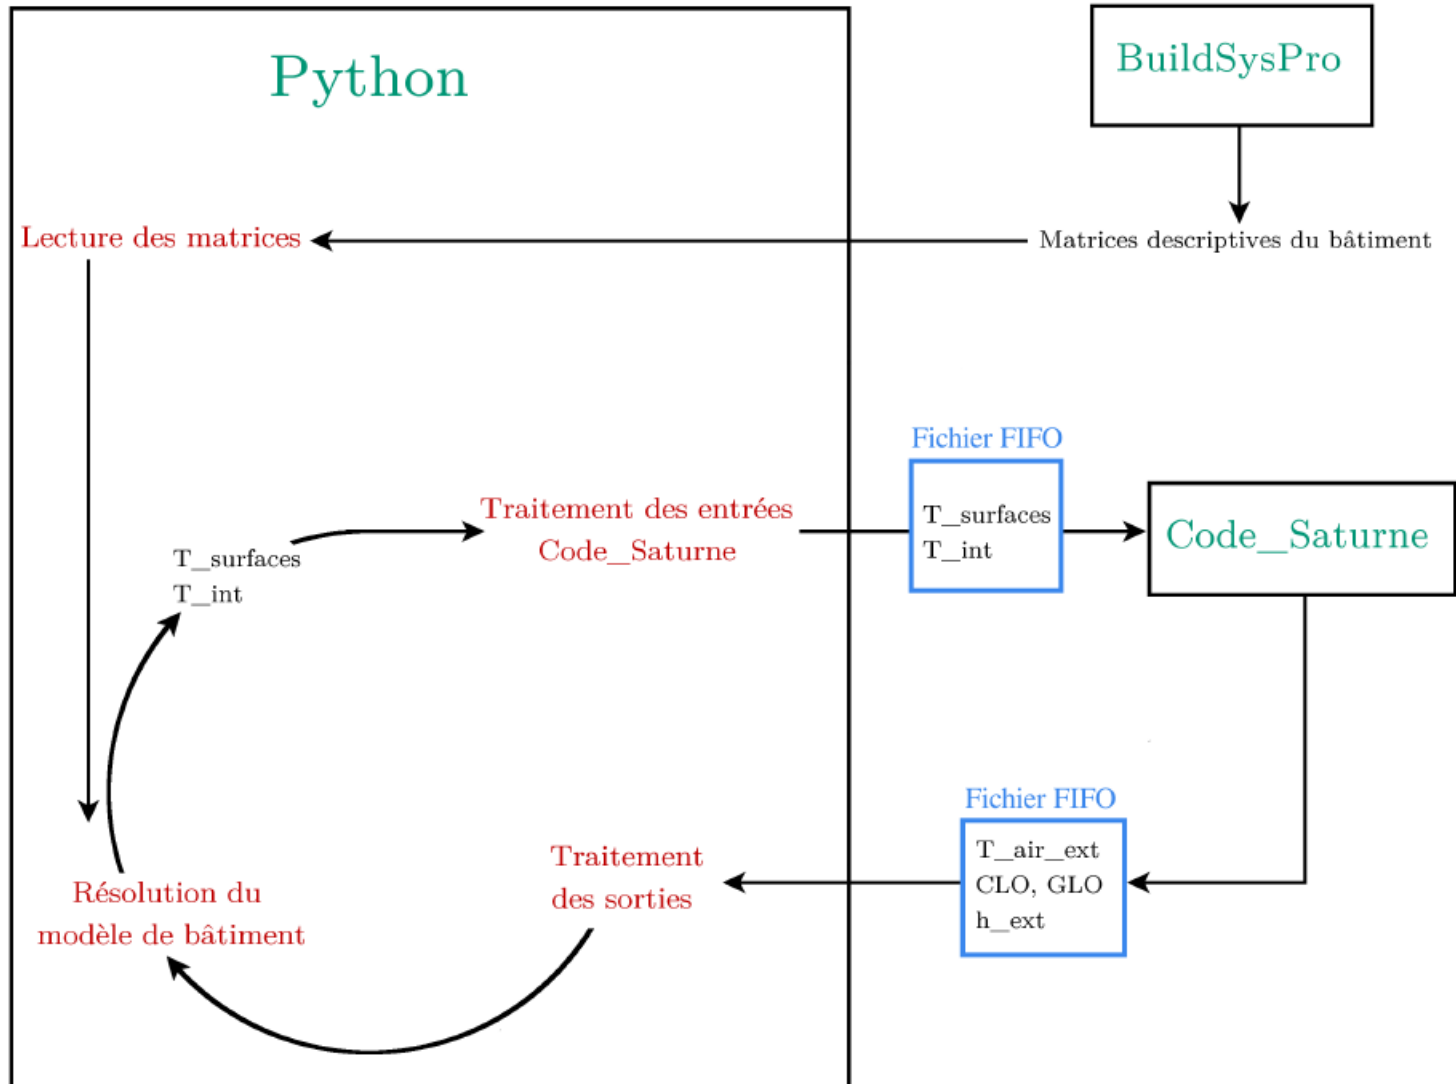 Python
BuildSysPro
Lecture des matrices
Matrices descriptives du bâtiment
Fichier FIFO
Traitement des entrées
Code_Saturne
T_surfaces
T_int
Code_Saturne
T_surfaces
T_int
Fichier FIFO
T_air_ext
CLO, GLO
h_ext
Traitement
des sorties
Résolution du
modèle de bâtiment